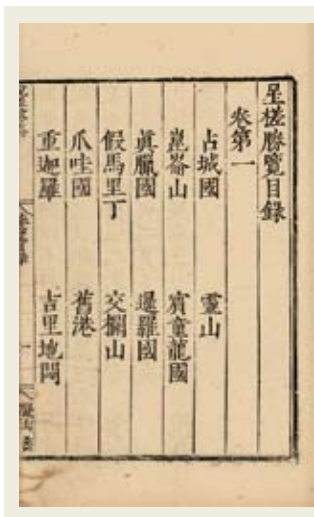 星槎勝覽目錄
卷第一
占城國 靈山
崑崙山 賓童龍國
眞臘國 暹羅國
假馬里丁 交欄山
爪哇國 舊港
重迦羅 吉里地悶